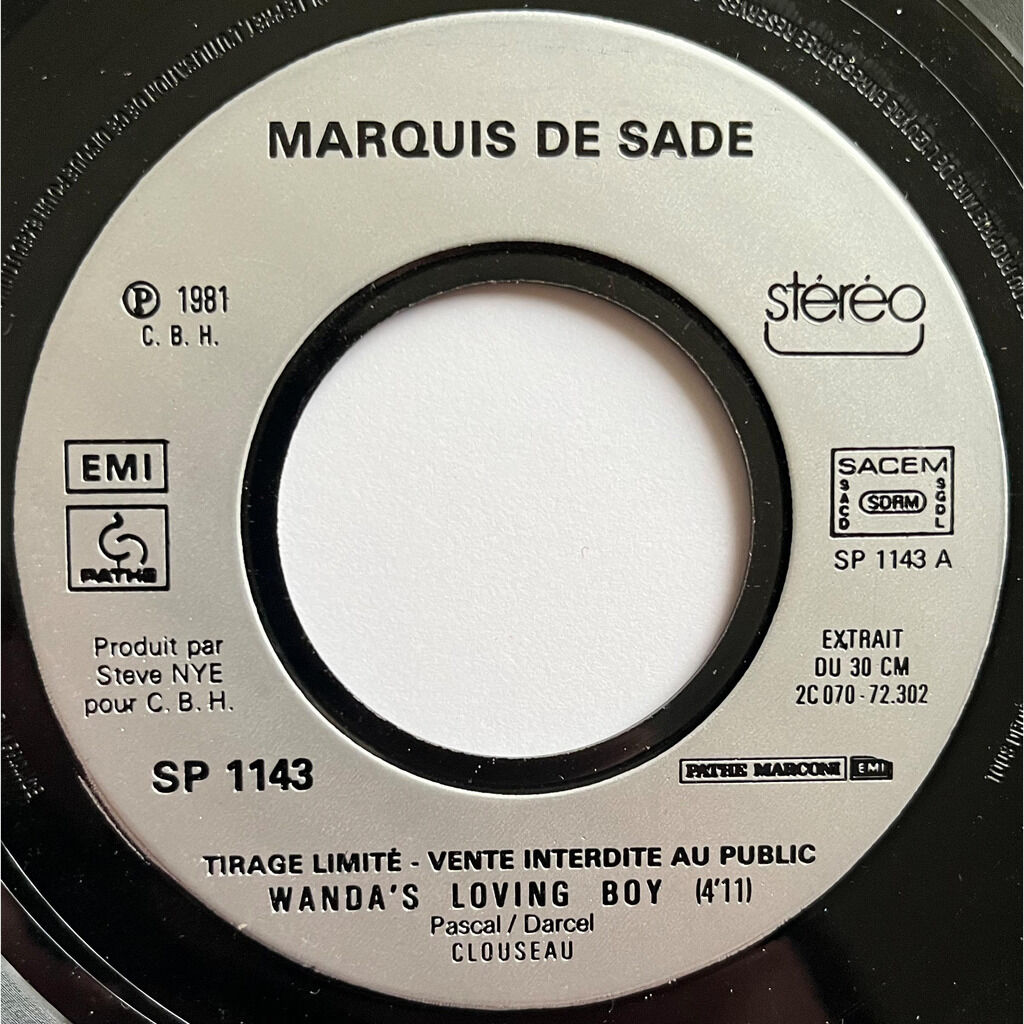 MARQUIS DE SADE
℗ 1981
C. B. H.
stéréo
EMI
PATHE
SACEM
SACD
SDRM
SGDL
SP 1143 A
Produit par
Steve NYE
pour C. B. H.
EXTRAIT
DU 30 CM
2C 070 - 72.302
SP 1143
PATHE MARCONI EMI
TIRAGE LIMITÉ - VENTE INTERDITE AU PUBLIC
WANDA'S LOVING BOY (4'11)
Pascal / Darcel
CLOUSEAU